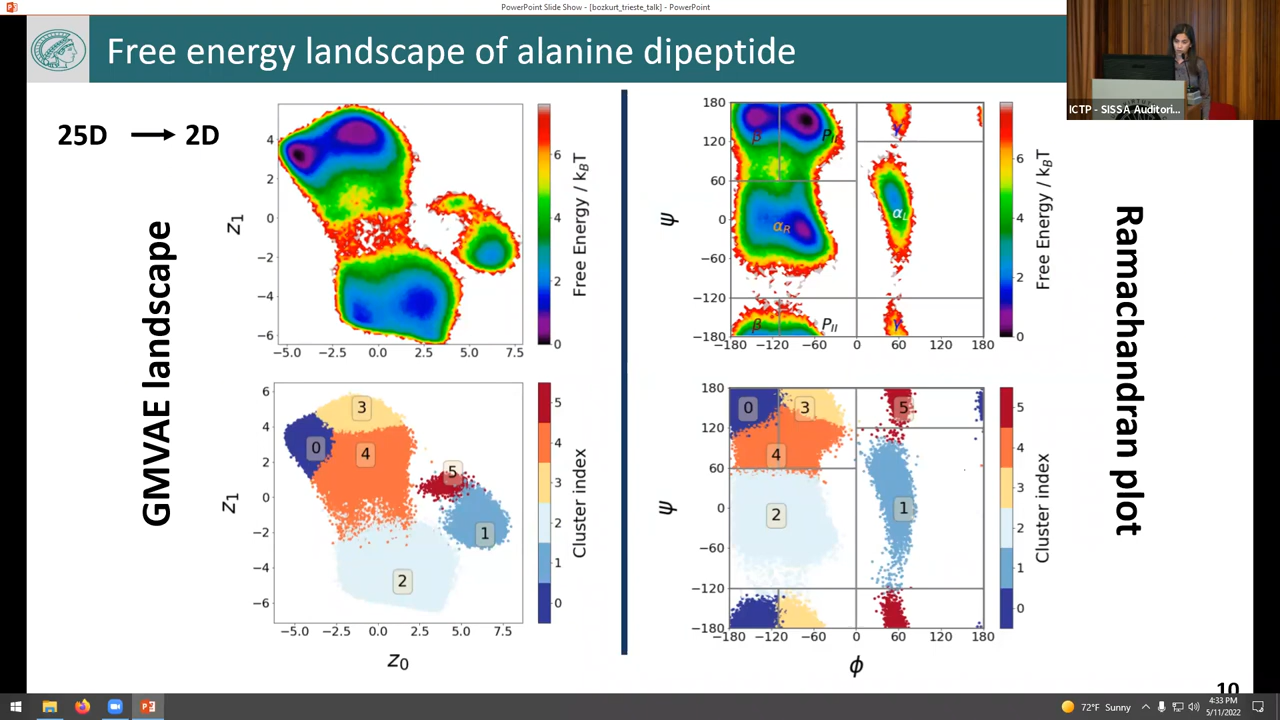 PowerPoint Slide Show - [bozkurt_trieste_talk] - PowerPoint
Free energy landscape of alanine dipeptide
ICTP - SISSA Auditori...
25D → 2D
GMVAE landscape
z₁
4
2
0
−2
−4
−6
−5.0 −2.5 0.0 2.5 5.0 7.5
6
4
2
0
Free Energy / k_BT
ψ
180
120
60
0
−60
−120
−180
−180 −120 −60 0 60 120 180
β P_II γ
α_R α_L
β P_II γ
6
4
2
0
Free Energy / k_BT
Ramachandran plot
z₁
6
4
2
0
−2
−4
−6
−5.0 −2.5 0.0 2.5 5.0 7.5
z₀
3
0 4
5
1
2
5
4
3
2
1
0
Cluster index
ψ
180
120
60
0
−60
−120
−180
−180 −120 −60 0 60 120 180
ϕ
0 3 5
4
2 1
5
4
3
2
1
0
Cluster index
10
72°F Sunny
4:33 PM
5/11/2022